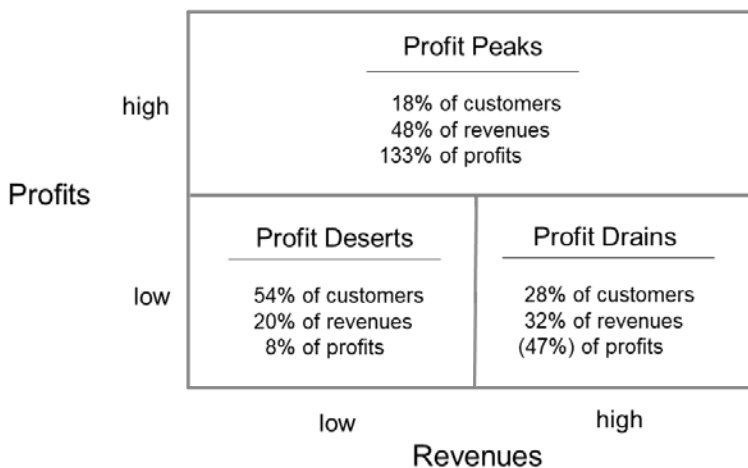 Profit Peaks
high
18% of customers
48% of revenues
133% of profits
Profits
Profit Deserts
Profit Drains
low
54% of customers
20% of revenues
8% of profits
28% of customers
32% of revenues
(47%) of profits
low
high
Revenues